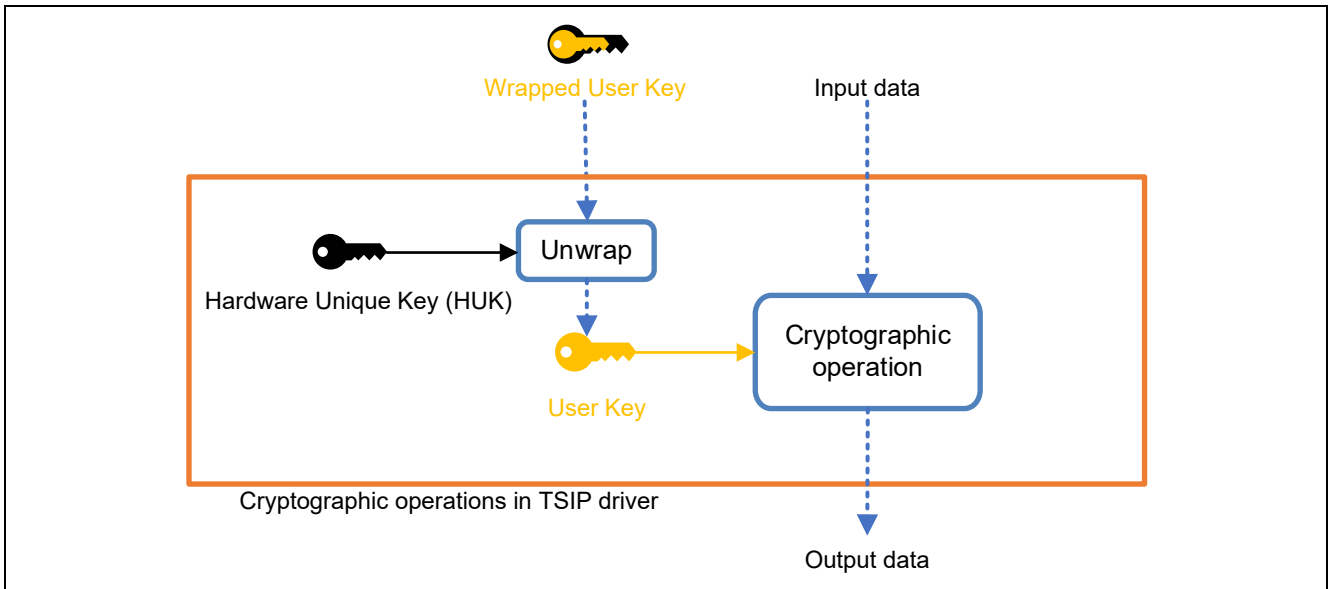 Wrapped User Key
Input data
Unwrap
Hardware Unique Key (HUK)
Cryptographic
operation
User Key
Cryptographic operations in TSIP driver
Output data